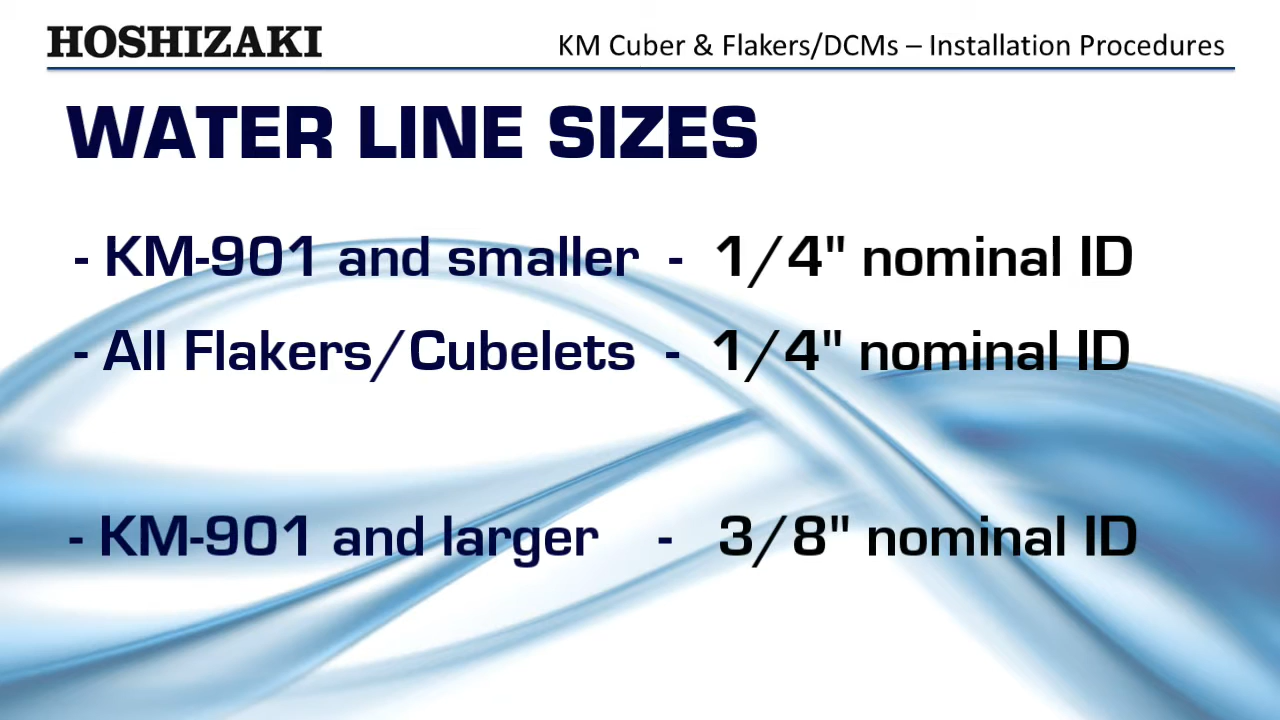 HOSHIZAKI
KM Cuber & Flakers/DCMs – Installation Procedures
WATER LINE SIZES
- KM-901 and smaller - 1/4" nominal ID
- All Flakers/Cubelets - 1/4" nominal ID
- KM-901 and larger - 3/8" nominal ID